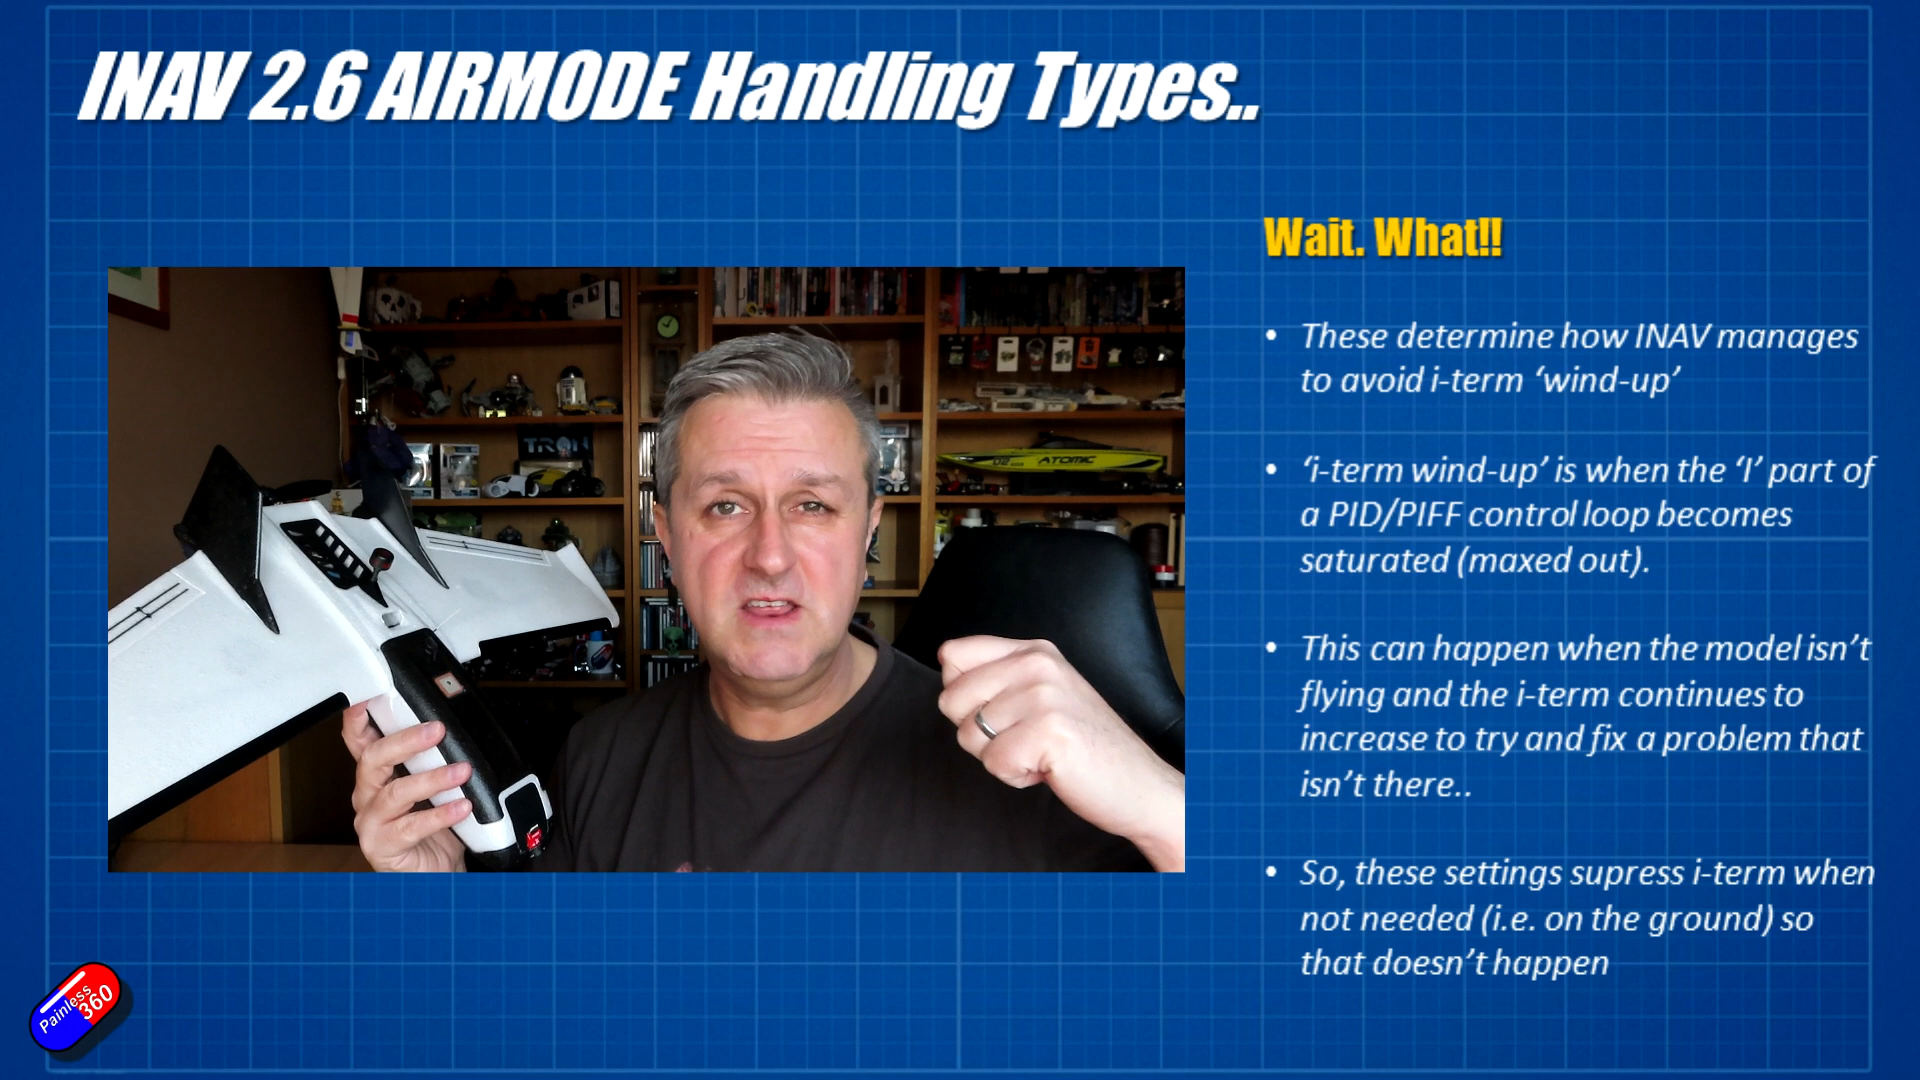 INAV 2.6 AIRMODE Handling Types..
Wait. What!!
• These determine how INAV manages
to avoid i-term ‘wind-up’
• ‘i-term wind-up’ is when the ‘I’ part of
a PID/PIFF control loop becomes
saturated (maxed out).
• This can happen when the model isn’t
flying and the i-term continues to
increase to try and fix a problem that
isn’t there..
• So, these settings supress i-term when
not needed (i.e. on the ground) so
that doesn’t happen
TRON
ATOMIC
Painless
360